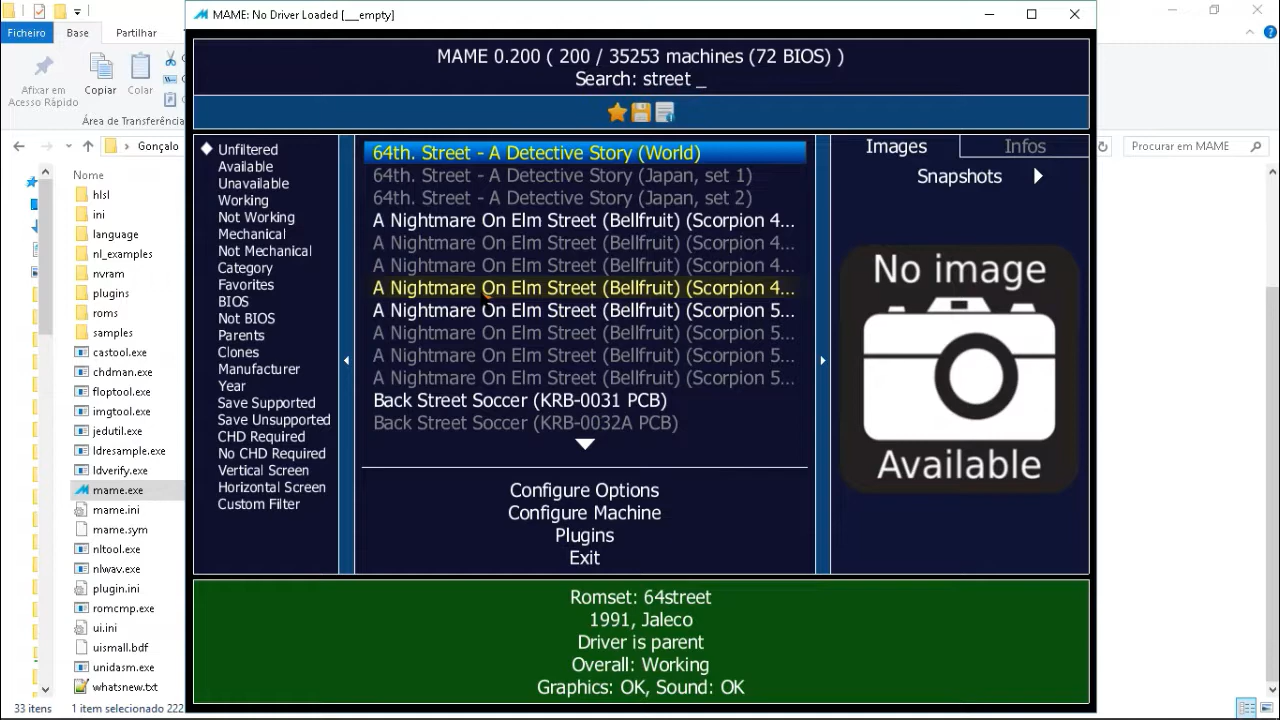 MAME: No Driver Loaded [___empty]
Ficheiro
Base
Partilhar
Afixar em
Acesso Rápido
Copiar
Colar
Área de Transferência
Gonçalo
Procurar em MAME
Nome
hlsl
ini
language
nl_examples
nvram
plugins
roms
samples
castool.exe
chdman.exe
floptool.exe
imgtool.exe
jedutil.exe
ldresample.exe
ldverify.exe
mame.exe
mame.ini
mame.sym
nltool.exe
nlwav.exe
plugin.ini
romcmp.exe
ui.ini
uismall.bdf
unidasm.exe
whatsnew.txt
33 itens
1 item selecionado 222
MAME 0.200 ( 200 / 35253 machines (72 BIOS) )
Search: street _
Unfiltered
Available
Unavailable
Working
Not Working
Mechanical
Not Mechanical
Category
Favorites
BIOS
Not BIOS
Parents
Clones
Manufacturer
Year
Save Supported
Save Unsupported
CHD Required
No CHD Required
Vertical Screen
Horizontal Screen
Custom Filter
64th. Street - A Detective Story (World)
64th. Street - A Detective Story (Japan, set 1)
64th. Street - A Detective Story (Japan, set 2)
A Nightmare On Elm Street (Bellfruit) (Scorpion 4...
A Nightmare On Elm Street (Bellfruit) (Scorpion 4...
A Nightmare On Elm Street (Bellfruit) (Scorpion 4...
A Nightmare On Elm Street (Bellfruit) (Scorpion 4...
A Nightmare On Elm Street (Bellfruit) (Scorpion 5...
A Nightmare On Elm Street (Bellfruit) (Scorpion 5...
A Nightmare On Elm Street (Bellfruit) (Scorpion 5...
A Nightmare On Elm Street (Bellfruit) (Scorpion 5...
Back Street Soccer (KRB-0031 PCB)
Back Street Soccer (KRB-0032A PCB)
Configure Options
Configure Machine
Plugins
Exit
Images
Infos
Snapshots
No image
Available
Romset: 64street
1991, Jaleco
Driver is parent
Overall: Working
Graphics: OK, Sound: OK